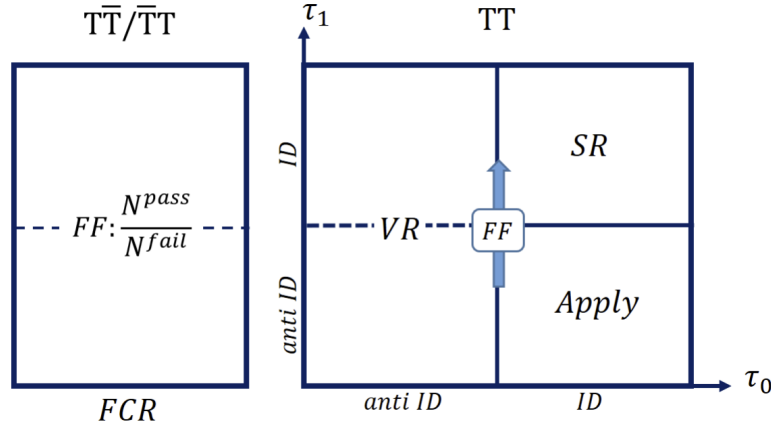 TT̅/T̅T
FF: N^pass/N^fail
FCR
τ₁
TT
ID
anti ID
SR
VR
FF
Apply
anti ID
ID
τ₀